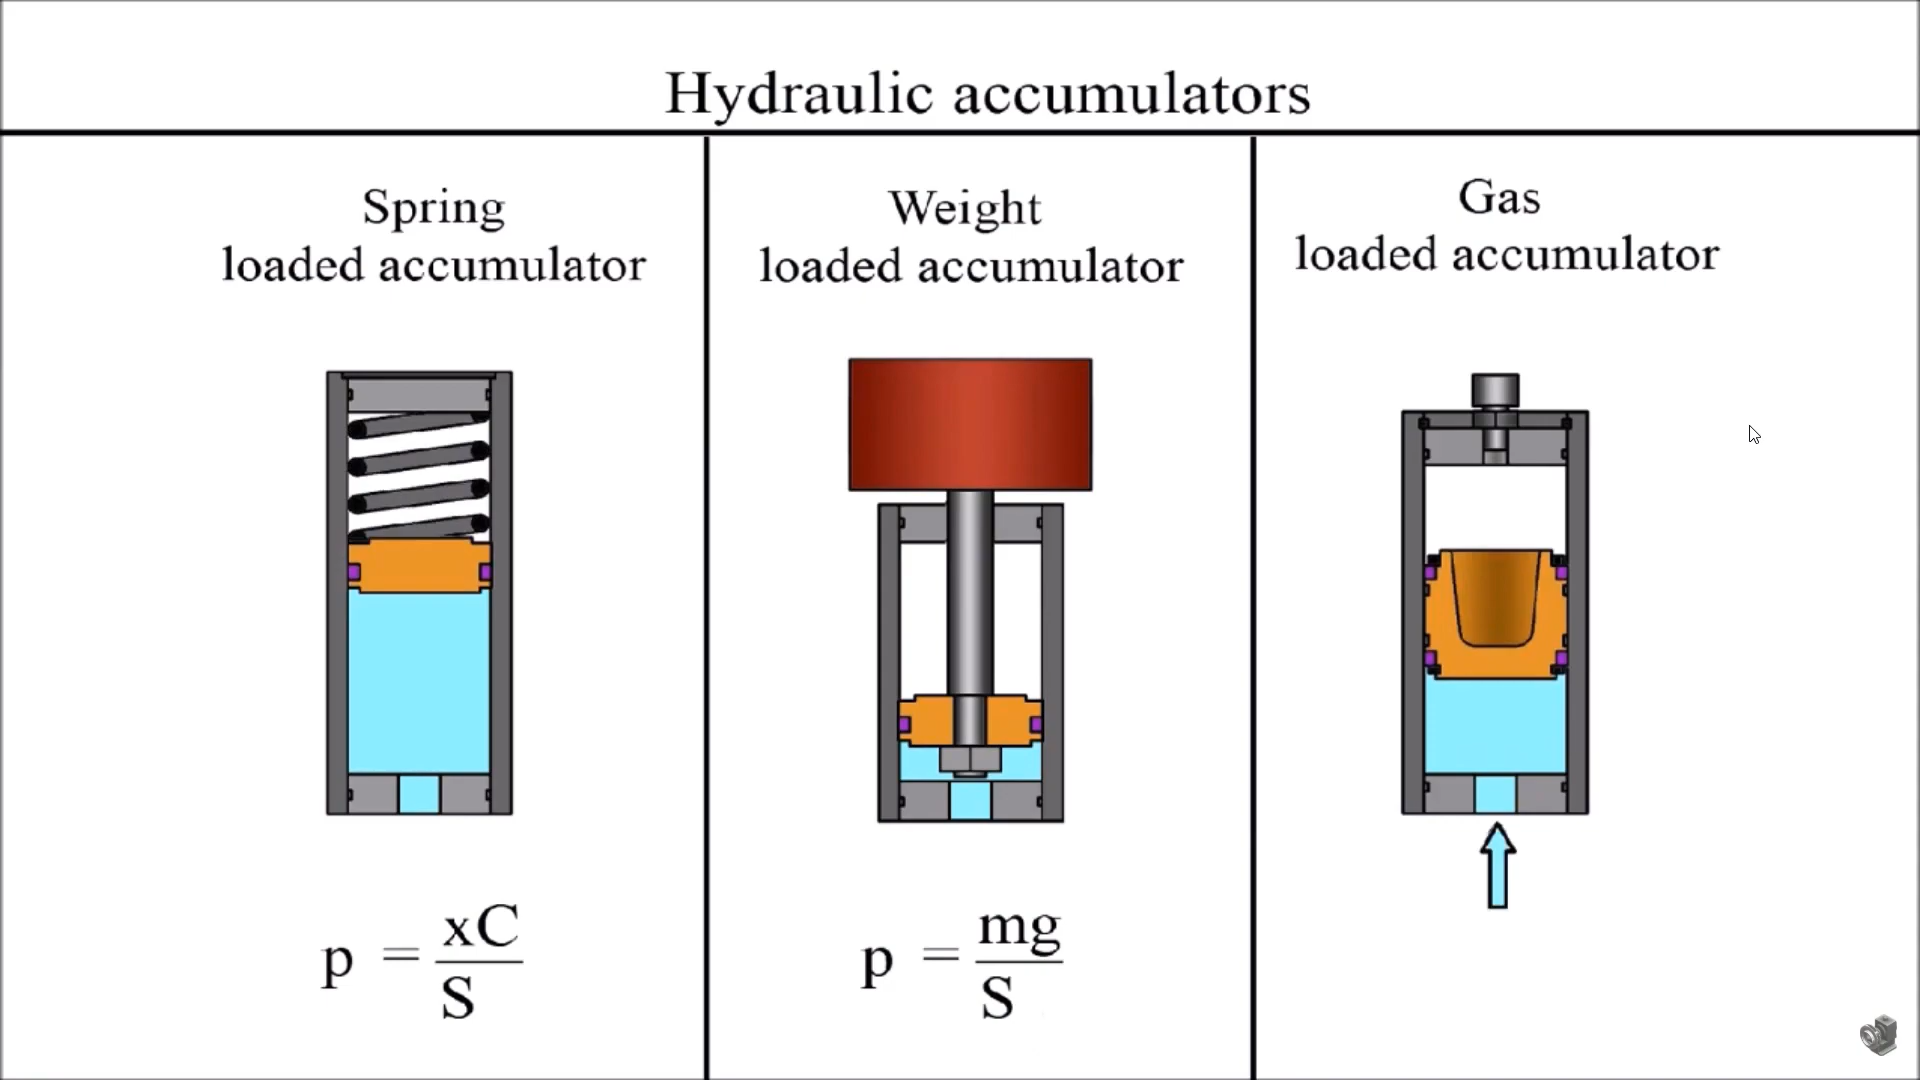 Hydraulic accumulators
Spring
loaded accumulator
Weight
loaded accumulator
Gas
loaded accumulator
p = xC
S
p = mg
S